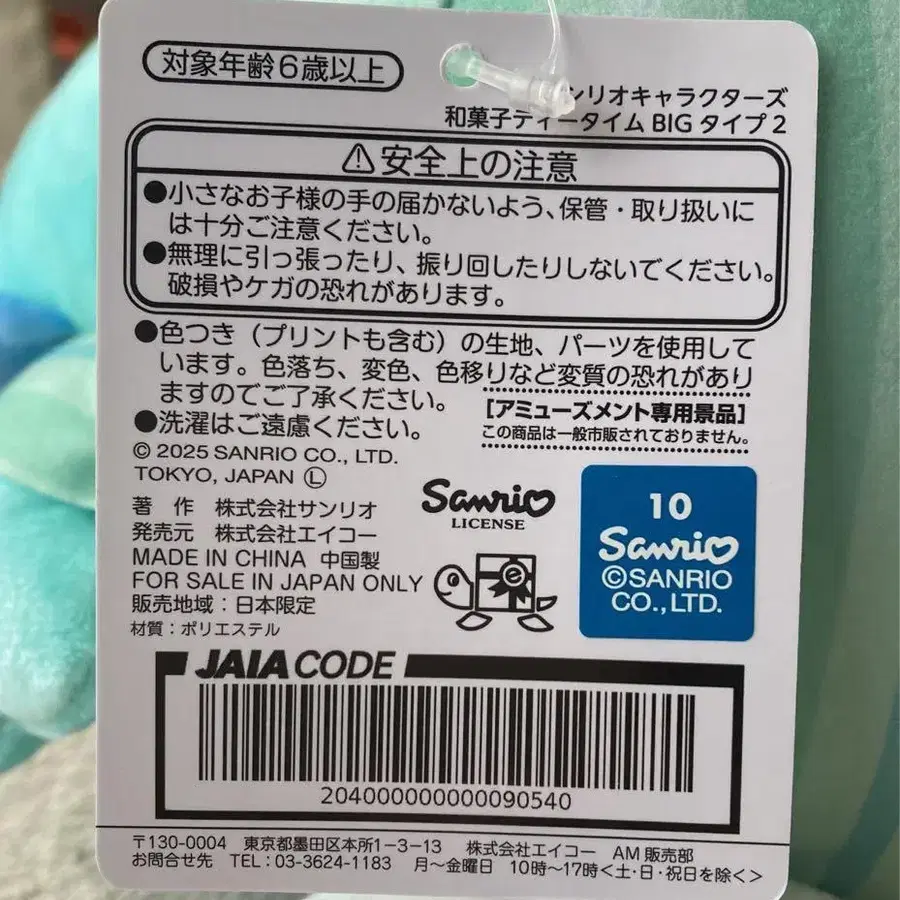 対象年齢6歳以上
ンリオキャラクターズ
和菓子ティータイム BIG タイプ2
⚠安全上の注意
●小さなお子様の手の届かないよう、保管・取り扱いに
は十分ご注意ください。
●無理に引っ張ったり、振り回したりしないでください。
破損やケガの恐れがあります。
●色つき（プリントも含む）の生地、パーツを使用して
います。色落ち、変色、色移りなど変質の恐れがあり
ますのでご了承ください。
●洗濯はご遠慮ください。
[アミューズメント専用景品]
この商品は一般市販されておりません。
© 2025 SANRIO CO., LTD.
TOKYO, JAPAN Ⓛ
著 作 株式会社サンリオ
発売元 株式会社エイコー
MADE IN CHINA 中国製
FOR SALE IN JAPAN ONLY
販売地域：日本限定
材質：ポリエステル
Sanrio
LICENSE
10
Sanrio
©SANRIO
CO.,LTD.
JAIA CODE
204000000000090540
〒130-0004 東京都墨田区本所1-3-13 株式会社エイコー AM販売部
お問合せ先 TEL：03-3624-1183 月〜金曜日 10時〜17時<土・日・祝日を除く>